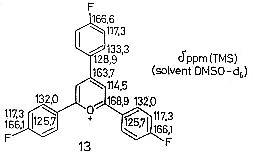 F
166,6
117,3
133,3
128,9
163,7
δppm (TMS)
(solvent DMSO-d6)
132,0 114,5
117,3 168,9 132,0
166,1 125,7 O+ 125,7 117,3
F 166,1
F
13